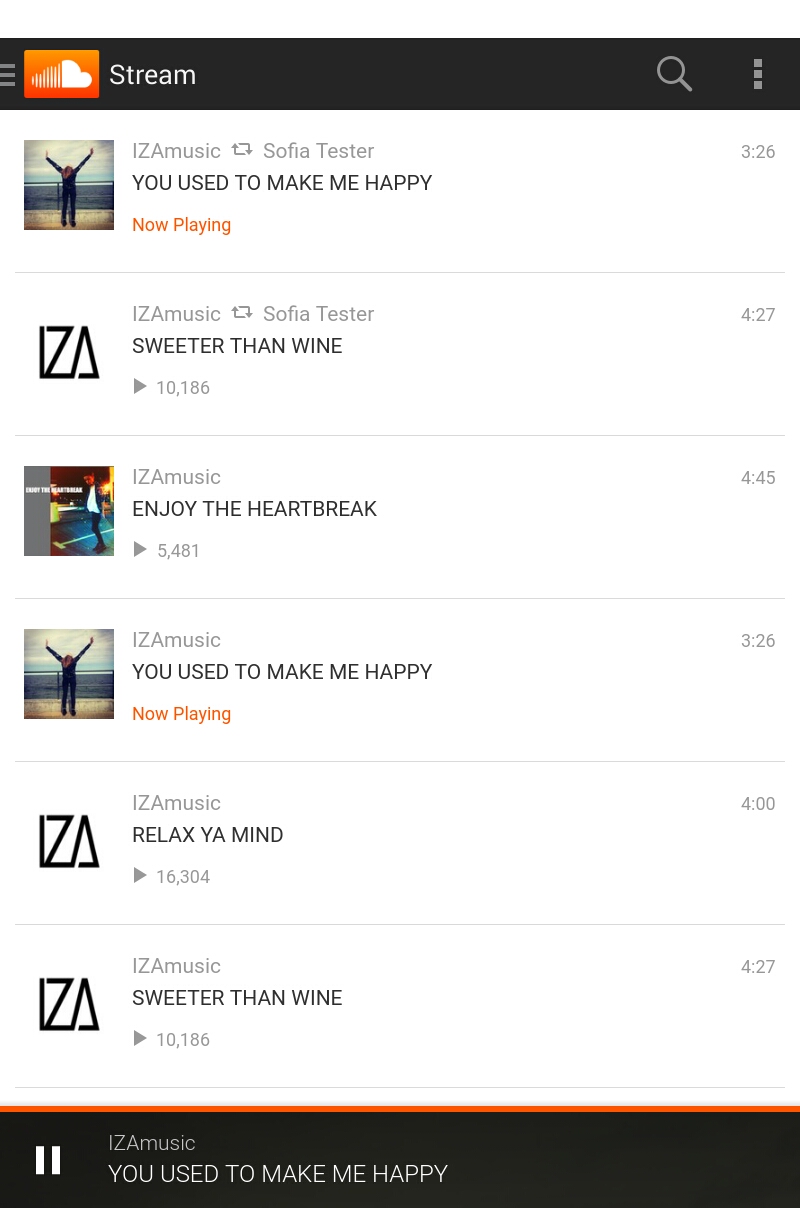 Stream
IZAmusic Sofia Tester 3:26
YOU USED TO MAKE ME HAPPY
Now Playing
IZAmusic Sofia Tester 4:27
IZA
SWEETER THAN WINE
10,186
IZAmusic 4:45
ENJOY THE HEARTBREAK
ENJOY THE HEARTBREAK
5,481
IZAmusic 3:26
YOU USED TO MAKE ME HAPPY
Now Playing
IZAmusic 4:00
IZA
RELAX YA MIND
16,304
IZAmusic 4:27
IZA
SWEETER THAN WINE
10,186
IZAmusic
YOU USED TO MAKE ME HAPPY